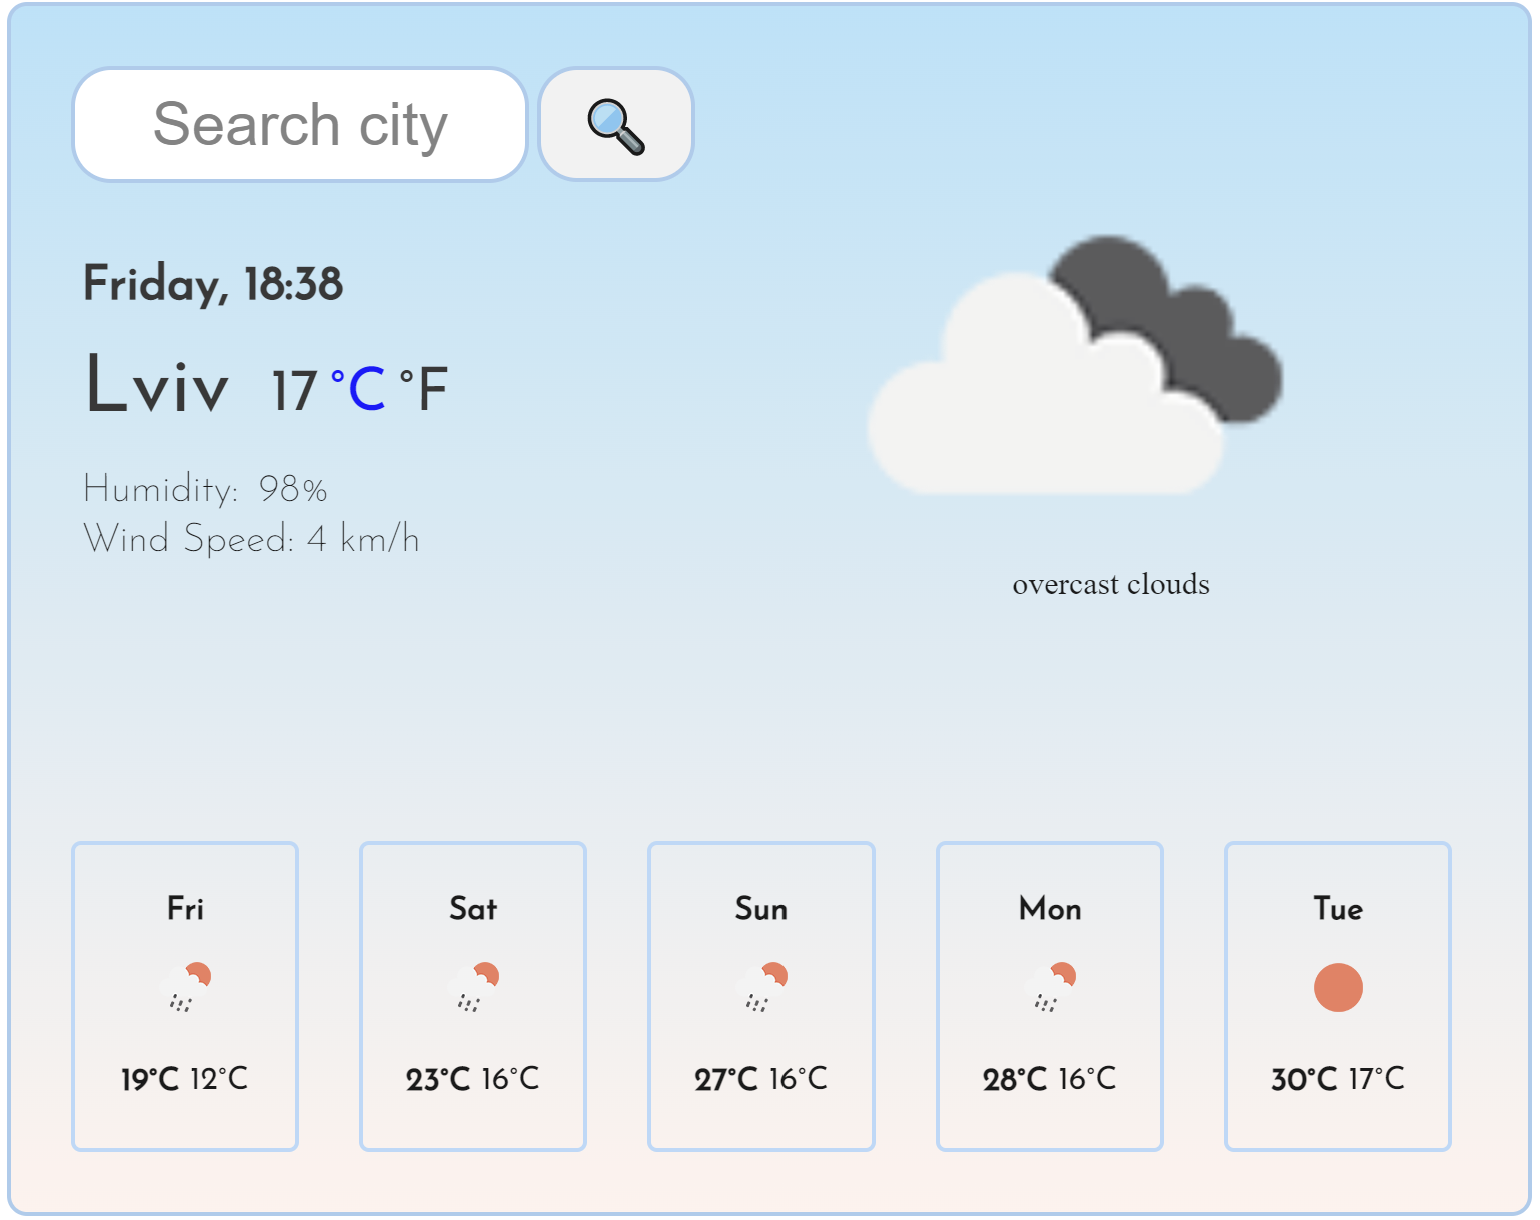 Search city
Friday, 18:38
Lviv 17 °C °F
Humidity: 98%
Wind Speed: 4 km/h
overcast clouds
Fri
19°C 12°C
Sat
23°C 16°C
Sun
27°C 16°C
Mon
28°C 16°C
Tue
30°C 17°C